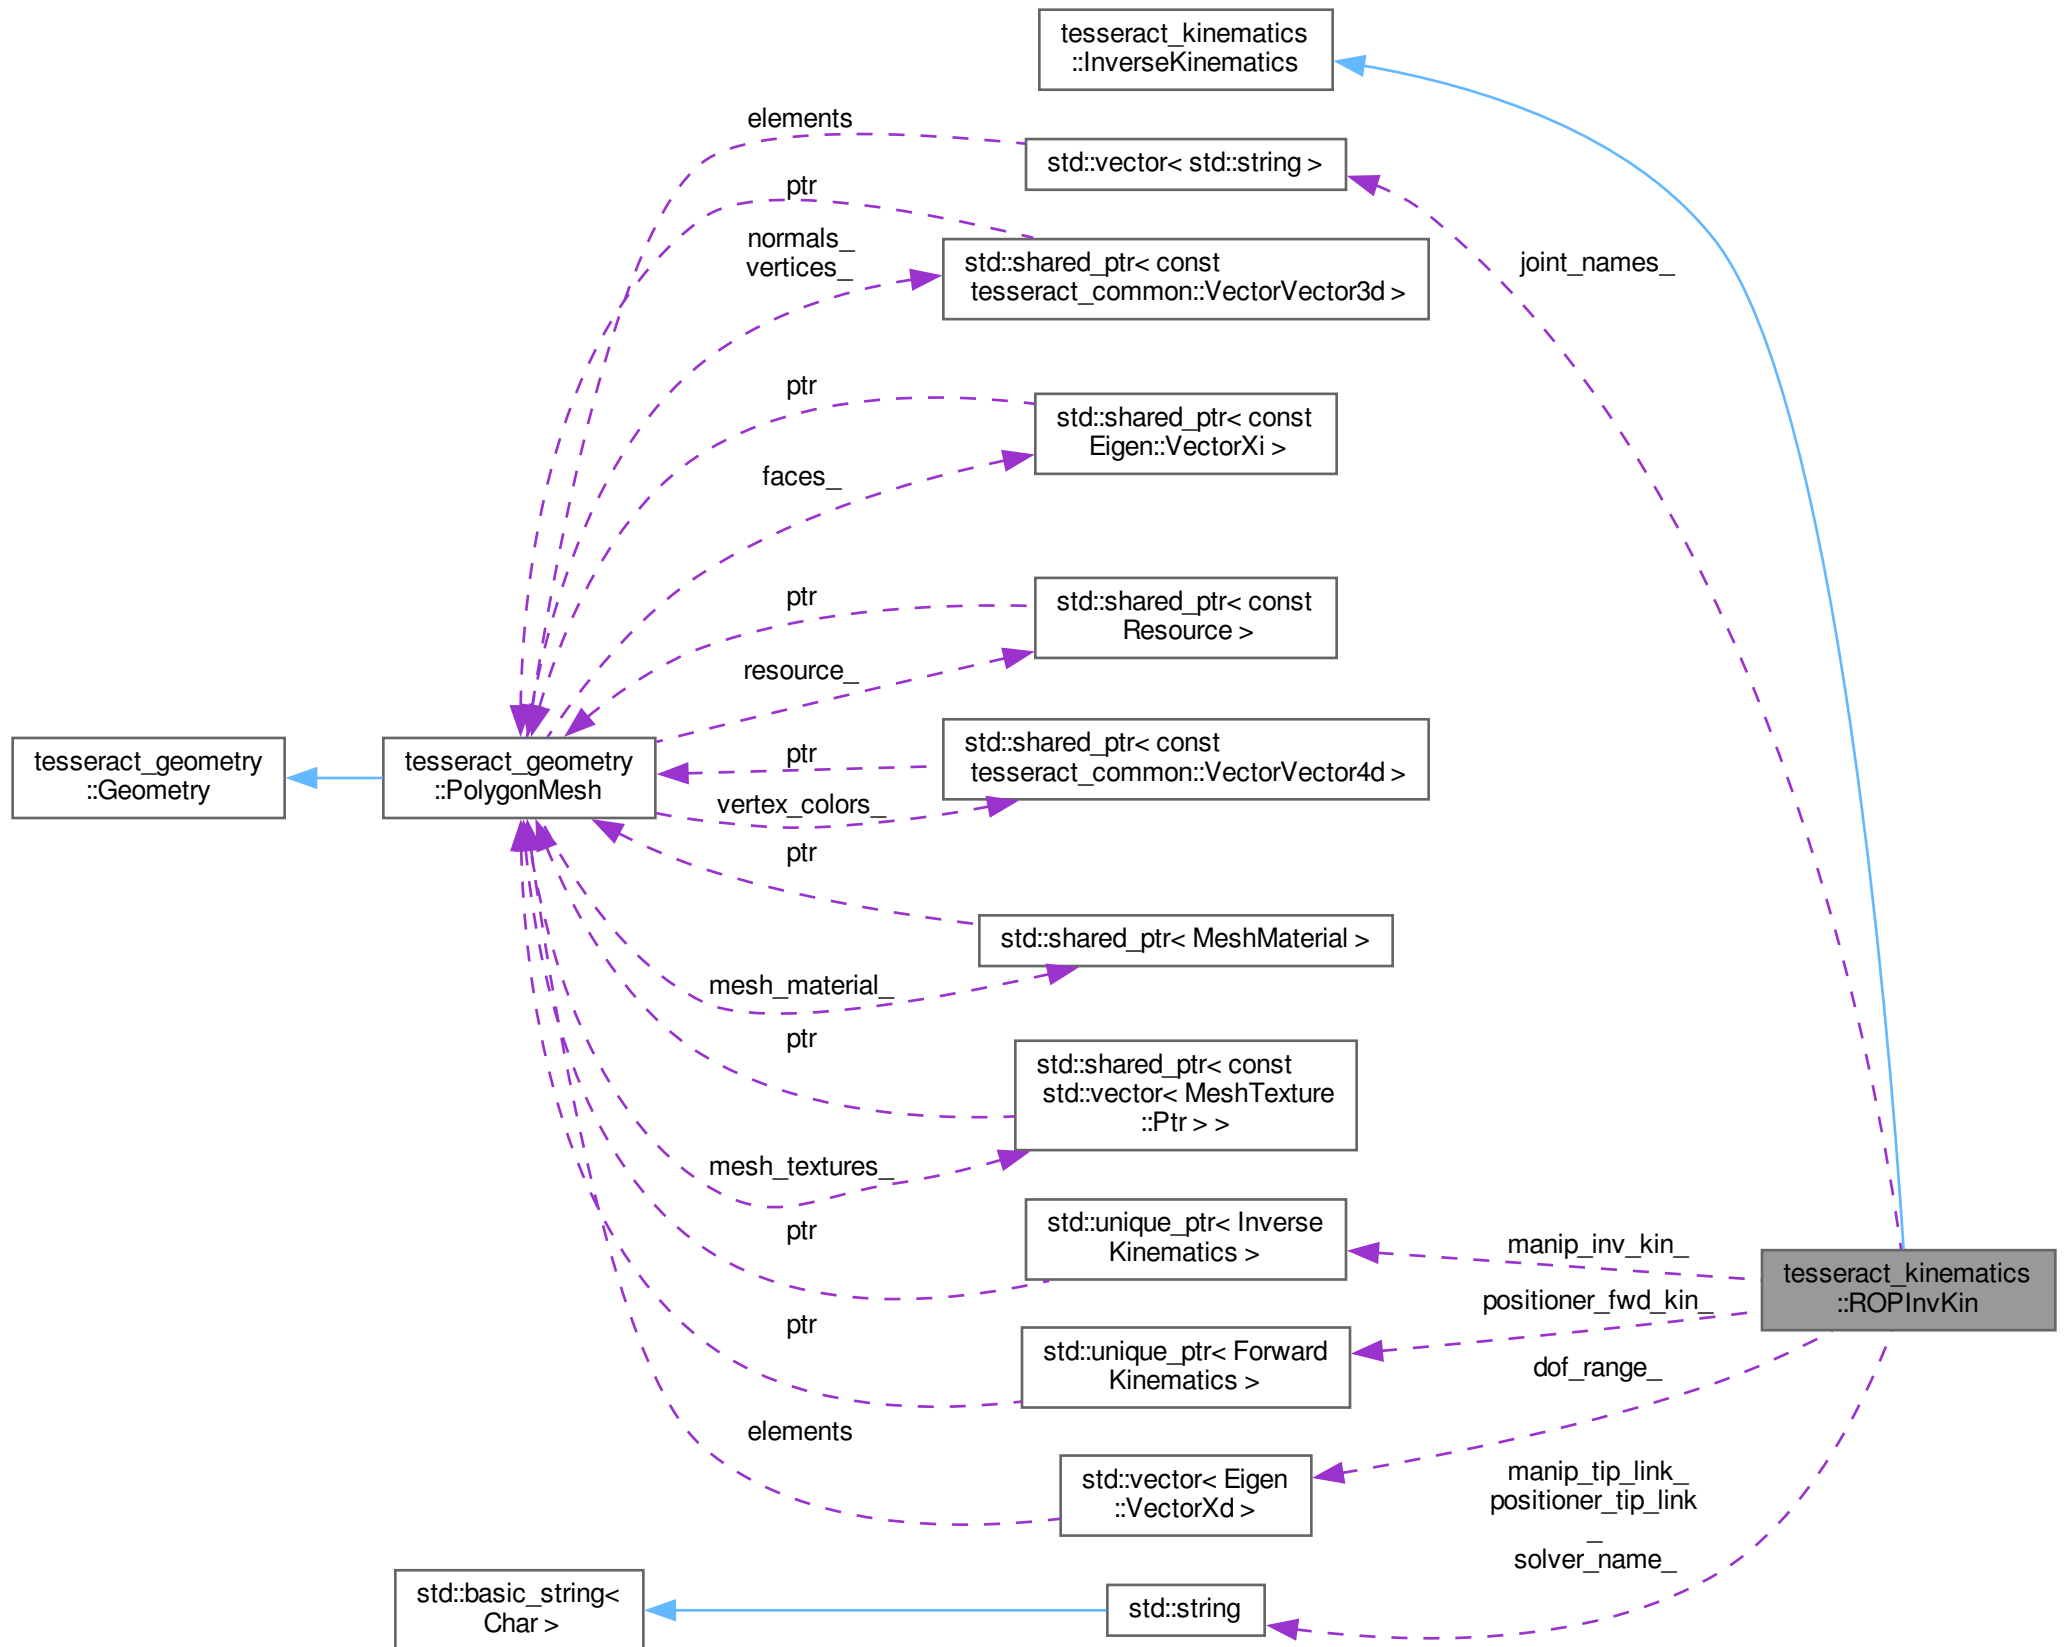 tesseract_kinematics
::InverseKinematics
elements
std::vector< std::string >
ptr
normals_
vertices_
std::shared_ptr< const
tesseract_common::VectorVector3d >
joint_names_
ptr
std::shared_ptr< const
Eigen::VectorXi >
faces_
ptr
std::shared_ptr< const
Resource >
resource_
tesseract_geometry
::Geometry
tesseract_geometry
::PolygonMesh
ptr
std::shared_ptr< const
tesseract_common::VectorVector4d >
vertex_colors_
ptr
std::shared_ptr< MeshMaterial >
mesh_material_
ptr
std::shared_ptr< const
std::vector< MeshTexture
::Ptr > >
mesh_textures_
ptr
std::unique_ptr< Inverse
Kinematics >
manip_inv_kin_
tesseract_kinematics
::ROPInvKin
positioner_fwd_kin_
ptr
std::unique_ptr< Forward
Kinematics >
dof_range_
elements
std::vector< Eigen
::VectorXd >
manip_tip_link_
positioner_tip_link
_
solver_name_
std::basic_string<
Char >
std::string